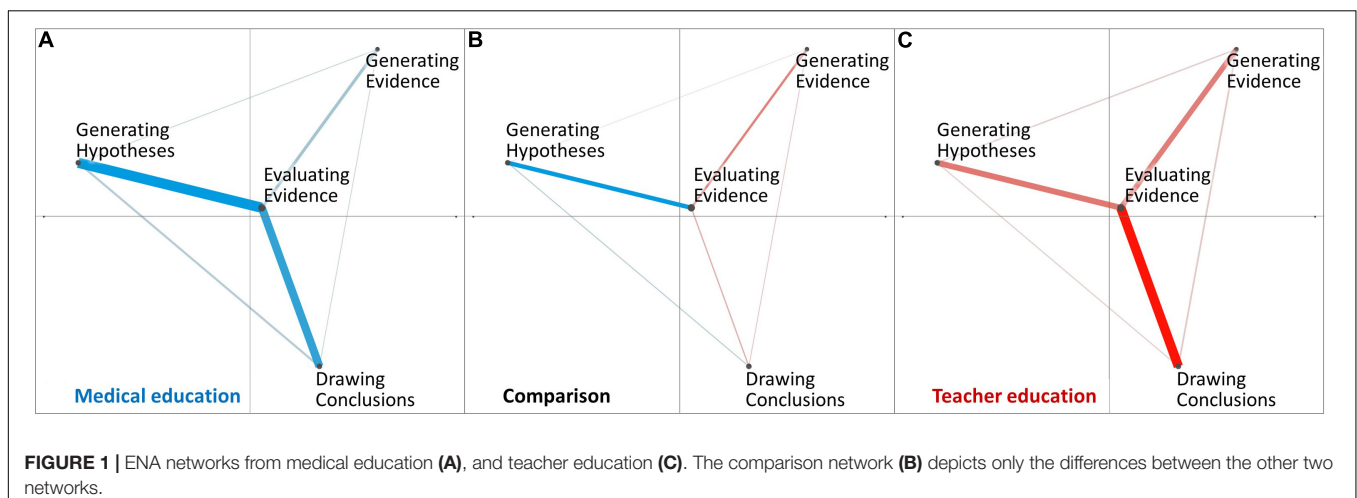 A
Generating
Evidence
Generating
Hypotheses
Evaluating
Evidence
Drawing
Conclusions
Medical education
B
Generating
Evidence
Generating
Hypotheses
Evaluating
Evidence
Drawing
Conclusions
Comparison
C
Generating
Evidence
Generating
Hypotheses
Evaluating
Evidence
Drawing
Conclusions
Teacher education
FIGURE 1 | ENA networks from medical education (A), and teacher education (C). The comparison network (B) depicts only the differences between the other two
networks.